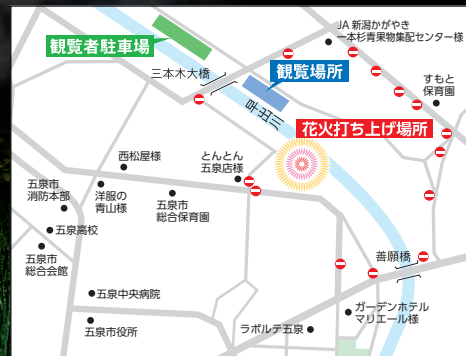 観覧者駐車場
JA 新潟かがやき
一本杉青果物集配センター様
三本木大橋
観覧場所
すもと
保育園
早出川
花火打ち上げ場所
西松屋様
とんとん
五泉店様
五泉市
消防本部
洋服の
青山様
五泉市
総合保育園
五泉高校
五泉市
総合会館
善願橋
五泉中央病院
ガーデンホテル
マリエール様
五泉市役所
ラポルテ五泉